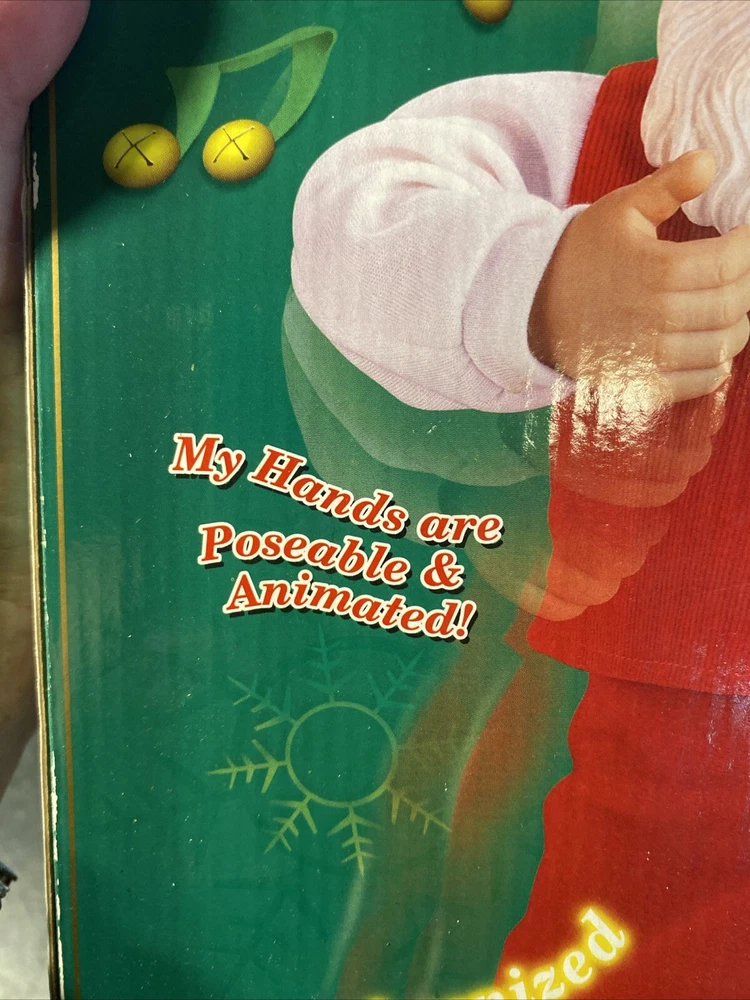 My Hands are
Poseable &
Animated!